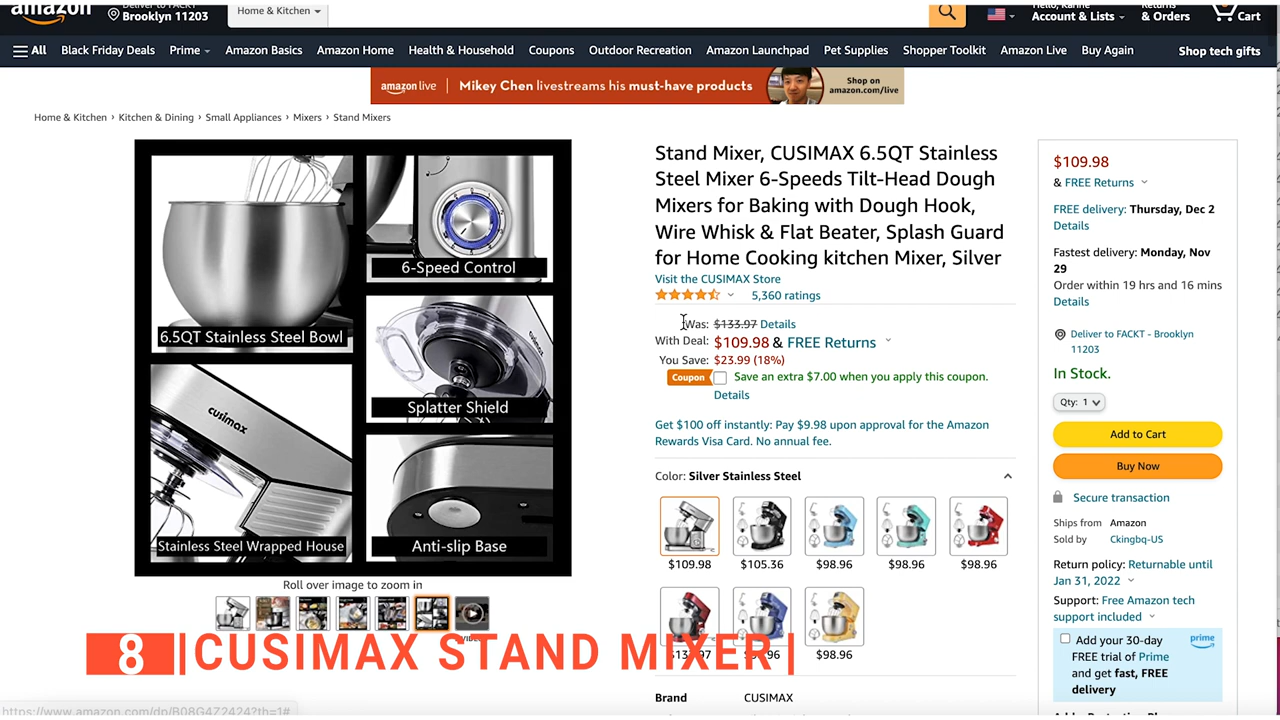 amazon
Deliver to FACKT
Brooklyn 11203
Home & Kitchen
Hello, Karine
Account & Lists
Returns
& Orders
Cart
All
Black Friday Deals
Prime
Amazon Basics
Amazon Home
Health & Household
Coupons
Outdoor Recreation
Amazon Launchpad
Pet Supplies
Shopper Toolkit
Amazon Live
Buy Again
Shop tech gifts
amazon live
Mikey Chen livestreams his must-have products
Shop on
amazon.com/live
Home & Kitchen › Kitchen & Dining › Small Appliances › Mixers › Stand Mixers
6.5QT Stainless Steel Bowl
6-Speed Control
Splatter Shield
cusimax
Stainless Steel Wrapped House
Anti-slip Base
Roll over image to zoom in
Stand Mixer, CUSIMAX 6.5QT Stainless
Steel Mixer 6-Speeds Tilt-Head Dough
Mixers for Baking with Dough Hook,
Wire Whisk & Flat Beater, Splash Guard
for Home Cooking kitchen Mixer, Silver
Visit the CUSIMAX Store
5,360 ratings
Was: $133.97 Details
With Deal: $109.98 & FREE Returns
You Save: $23.99 (18%)
Coupon Save an extra $7.00 when you apply this coupon.
Details
Get $100 off instantly: Pay $9.98 upon approval for the Amazon
Rewards Visa Card. No annual fee.
Color: Silver Stainless Steel
$109.98
$105.36
$98.96
$98.96
$98.96
$98.96
Brand CUSIMAX
$109.98
& FREE Returns
FREE delivery: Thursday, Dec 2
Details
Fastest delivery: Monday, Nov
29
Order within 19 hrs and 16 mins
Details
Deliver to FACKT - Brooklyn
11203
In Stock.
Qty: 1
Add to Cart
Buy Now
Secure transaction
Ships from Amazon
Sold by Ckingbq-US
Return policy: Returnable until
Jan 31, 2022
Support: Free Amazon tech
support included
Add your 30-day
FREE trial of Prime
and get fast, FREE
delivery
prime
8 |CUSIMAX STAND MIXER|
https://www.amazon.com/dp/B08G4Z2424?th=1#